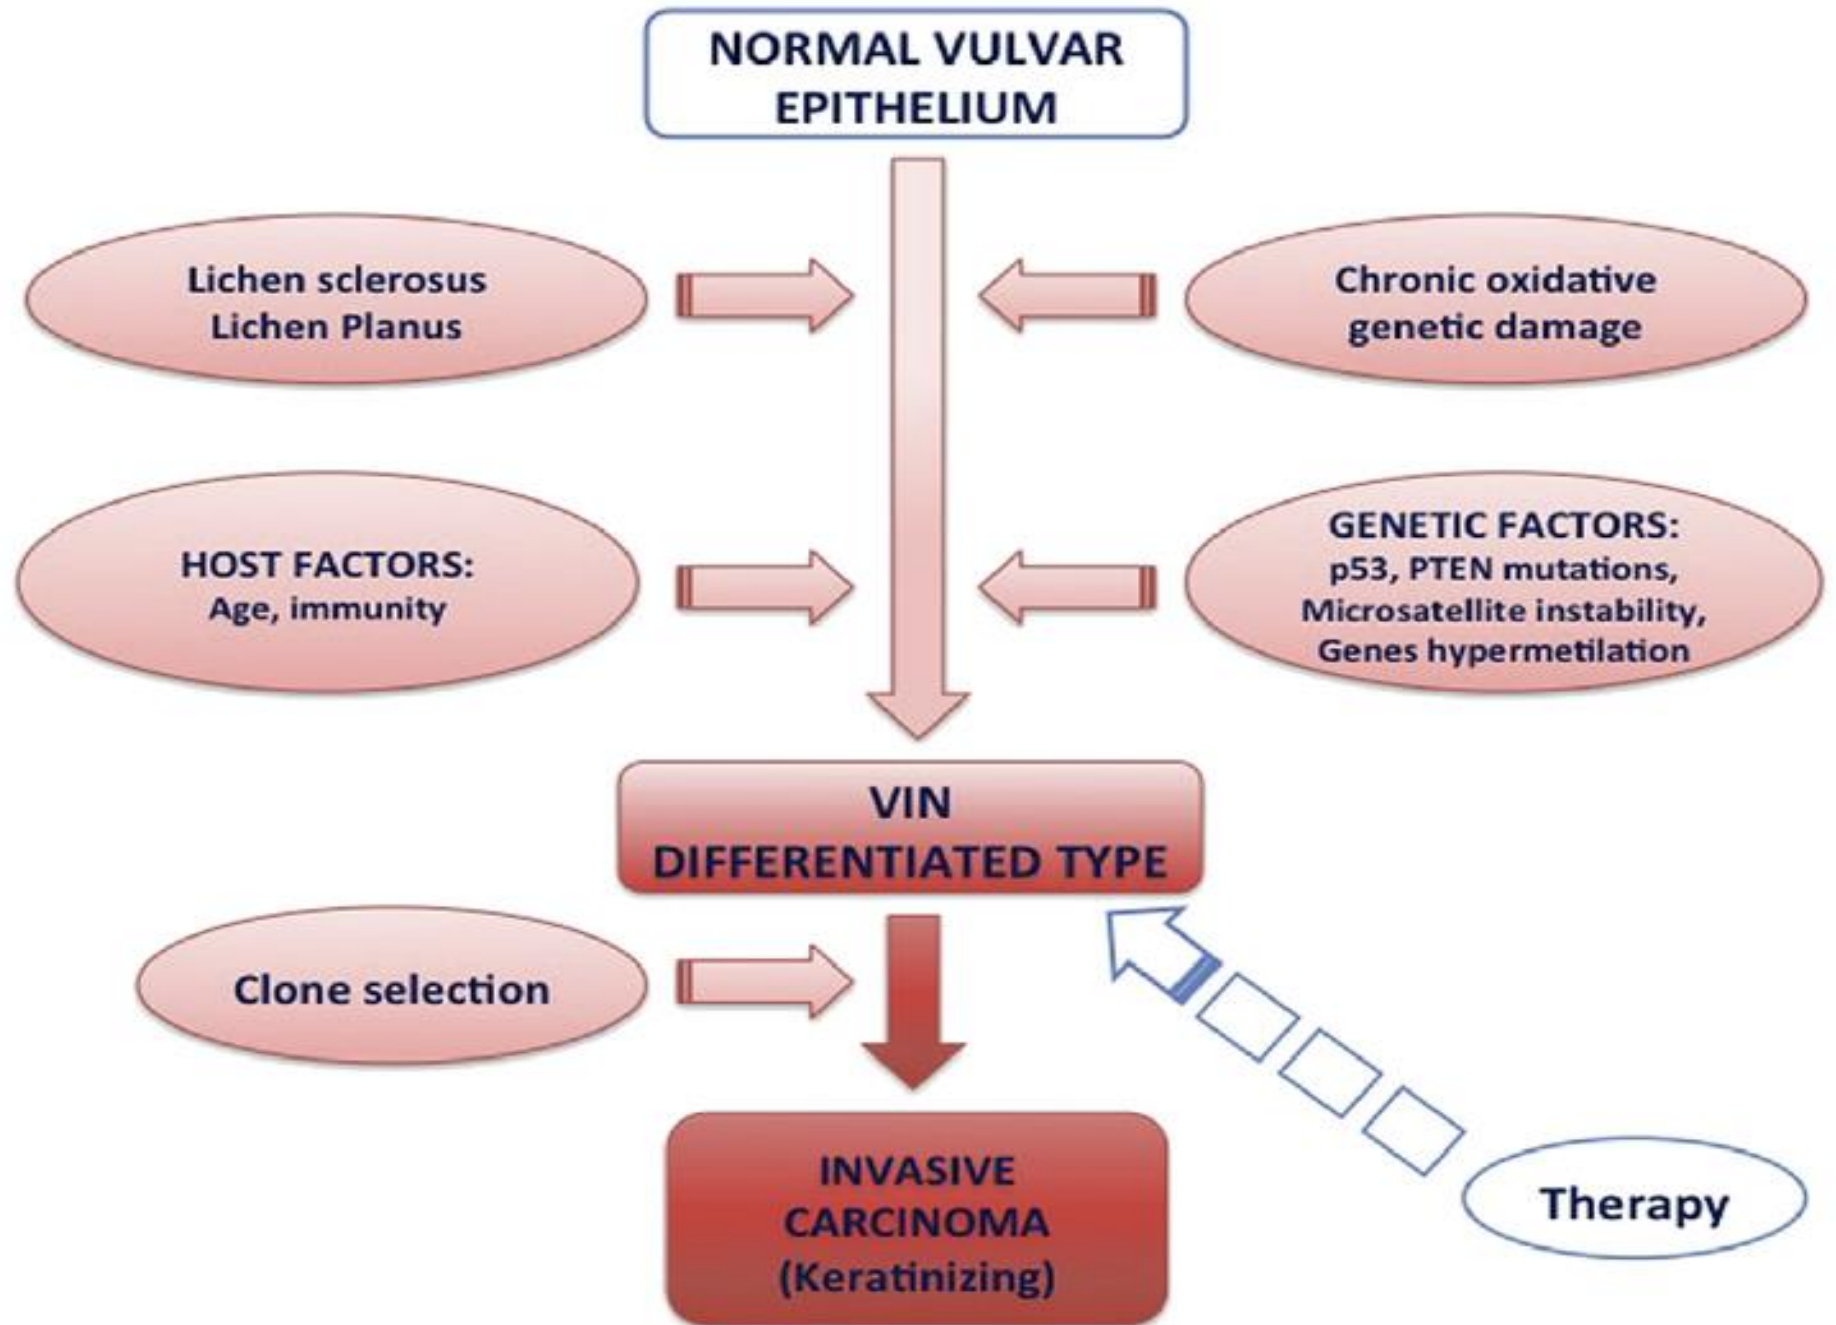 NORMAL VULVAR
EPITHELIUM
Lichen sclerosus
Lichen Planus
Chronic oxidative
genetic damage
HOST FACTORS:
Age, immunity
GENETIC FACTORS:
p53, PTEN mutations,
Microsatellite instability,
Genes hypermetilation
VIN
DIFFERENTIATED TYPE
Clone selection
INVASIVE
CARCINOMA
(Keratinizing)
Therapy